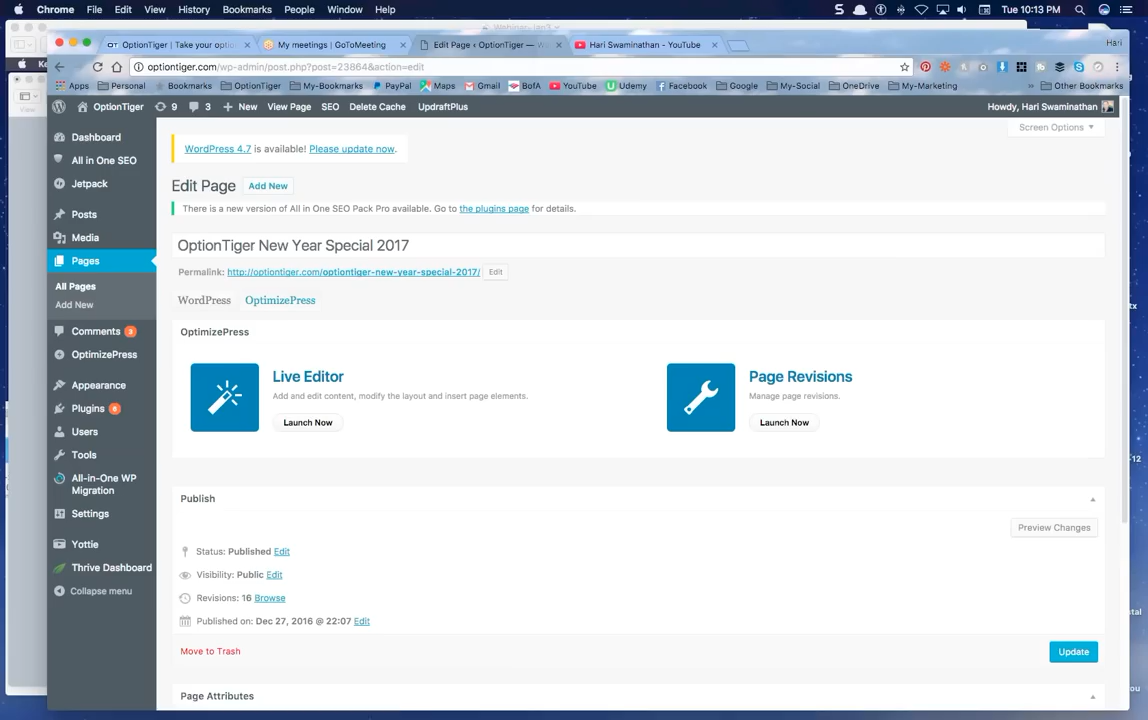 Chrome File Edit View History Bookmarks People Window Help Tue 10:13 PM
Webinar-Jan3
OptionTiger | Take your optio × My meetings | GoToMeeting × Edit Page ‹ OptionTiger — W × Hari Swaminathan - YouTube × Hari
optiontiger.com/wp-admin/post.php?post=23864&action=edit
Apps Personal Bookmarks OptionTiger My-Bookmarks PayPal Maps Gmail BofA YouTube Udemy Facebook Google My-Social OneDrive My-Marketing » Other Bookmarks
View
OptionTiger 9 3 + New View Page SEO Delete Cache UpdraftPlus Howdy, Hari Swaminathan
Screen Options ▼
Dashboard
All in One SEO
Jetpack
Posts
Media
Pages
All Pages
Add New
Comments 3
OptimizePress
Appearance
Plugins 6
Users
Tools
All-in-One WP
Migration
Settings
Yottie
Thrive Dashboard
Collapse menu
WordPress 4.7 is available! Please update now.
Edit Page Add New
There is a new version of All in One SEO Pack Pro available. Go to the plugins page for details.
OptionTiger New Year Special 2017
Permalink: http://optiontiger.com/optiontiger-new-year-special-2017/ Edit
WordPress OptimizePress
OptimizePress
Live Editor
Add and edit content, modify the layout and insert page elements.
Launch Now
Page Revisions
Manage page revisions.
Launch Now
Publish
Preview Changes
Status: Published Edit
Visibility: Public Edit
Revisions: 16 Browse
Published on: Dec 27, 2016 @ 22:07 Edit
Move to Trash Update
Page Attributes